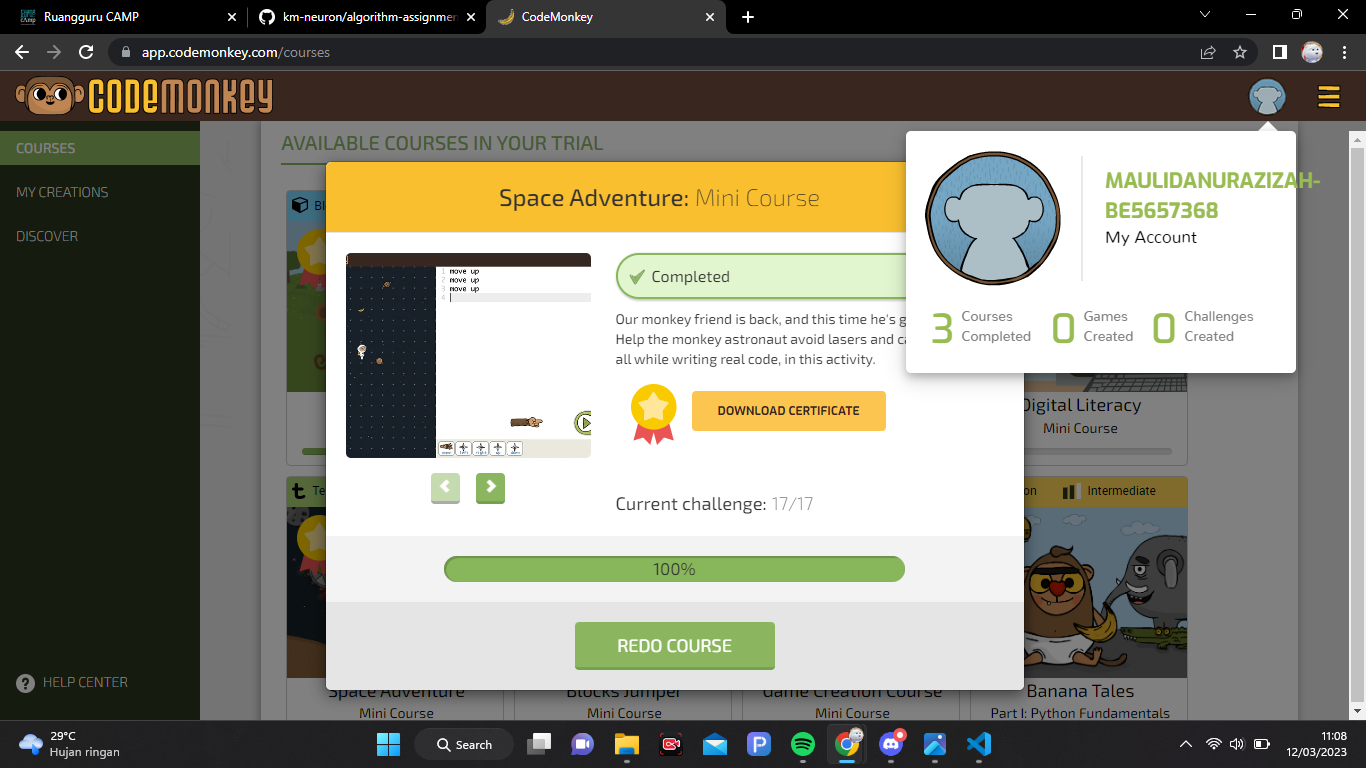 Ruangguru CAMP
km-neuron/algorithm-assignmen
CodeMonkey
app.codemonkey.com/courses
CODEMONKEY
COURSES
MY CREATIONS
DISCOVER
HELP CENTER
AVAILABLE COURSES IN YOUR TRIAL
Space Adventure: Mini Course
1 move up
2 move up
3 move up
4
Completed
Our monkey friend is back, and this time he's g
Help the monkey astronaut avoid lasers and ca
all while writing real code, in this activity.
DOWNLOAD CERTIFICATE
Current challenge: 17/17
100%
REDO COURSE
MAULIDANURAZIZAH-
BE5657368
My Account
3 Courses Completed
0 Games Created
0 Challenges Created
Digital Literacy
Mini Course
Intermediate
Space Adventure
Mini Course
Blocks Jumper
Mini Course
Game Creation Course
Mini Course
Banana Tales
Part I: Python Fundamentals
29°C
Hujan ringan
Search
11:08
12/03/2023